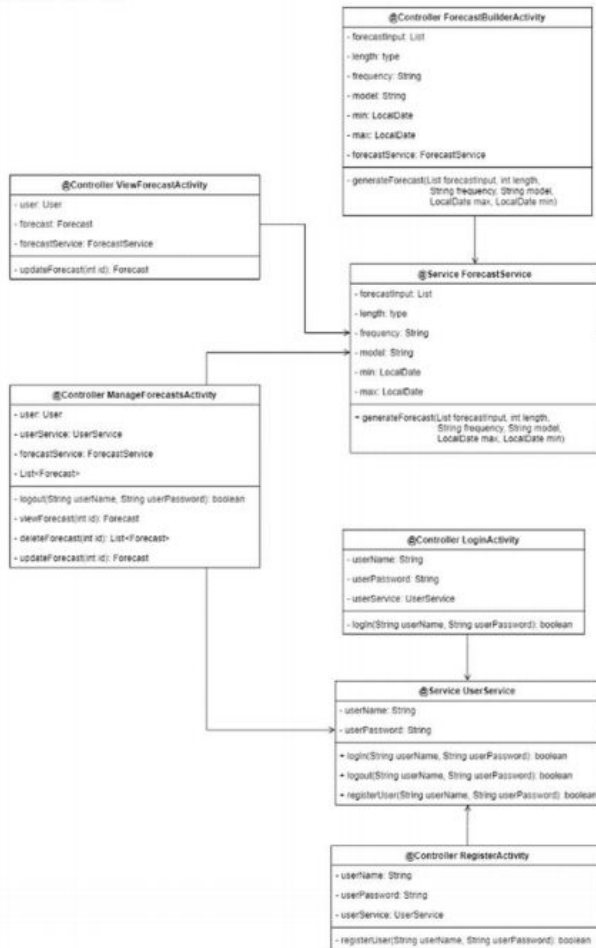 @Controller ForecastBuilderActivity
- forecastInput: List
- length: type
- frequency: String
- model: String
- min: LocalDate
- max: LocalDate
- forecastService: ForecastService
- generateForecast(List forecastInput, int length,
String frequency, String model,
LocalDate max, LocalDate min)
@Controller ViewForecastActivity
- user: User
- forecast: Forecast
- forecastService: ForecastService
- updateForecast(int id): Forecast
@Service ForecastService
- forecastInput: List
- length: type
- frequency: String
- model: String
- min: LocalDate
- max: LocalDate
+ generateForecast(List forecastInput, int length,
String frequency, String model,
LocalDate max, LocalDate min)
@Controller ManageForecastsActivity
- user: User
- userService: UserService
- forecastService: ForecastService
- List<Forecast>
- logout(String userName, String userPassword): boolean
- viewForecast(int id): Forecast
- deleteForecast(int id): List<Forecast>
- updateForecast(int id): Forecast
@Controller LoginActivity
- userName: String
- userPassword: String
- userService: UserService
- login(String userName, String userPassword): boolean
@Service UserService
- userName: String
- userPassword: String
+ login(String userName, String userPassword): boolean
+ logout(String userName, String userPassword): boolean
+ registerUser(String userName, String userPassword): boolean
@Controller RegisterActivity
- userName: String
- userPassword: String
- userService: UserService
- registerUser(String userName, String userPassword): boolean